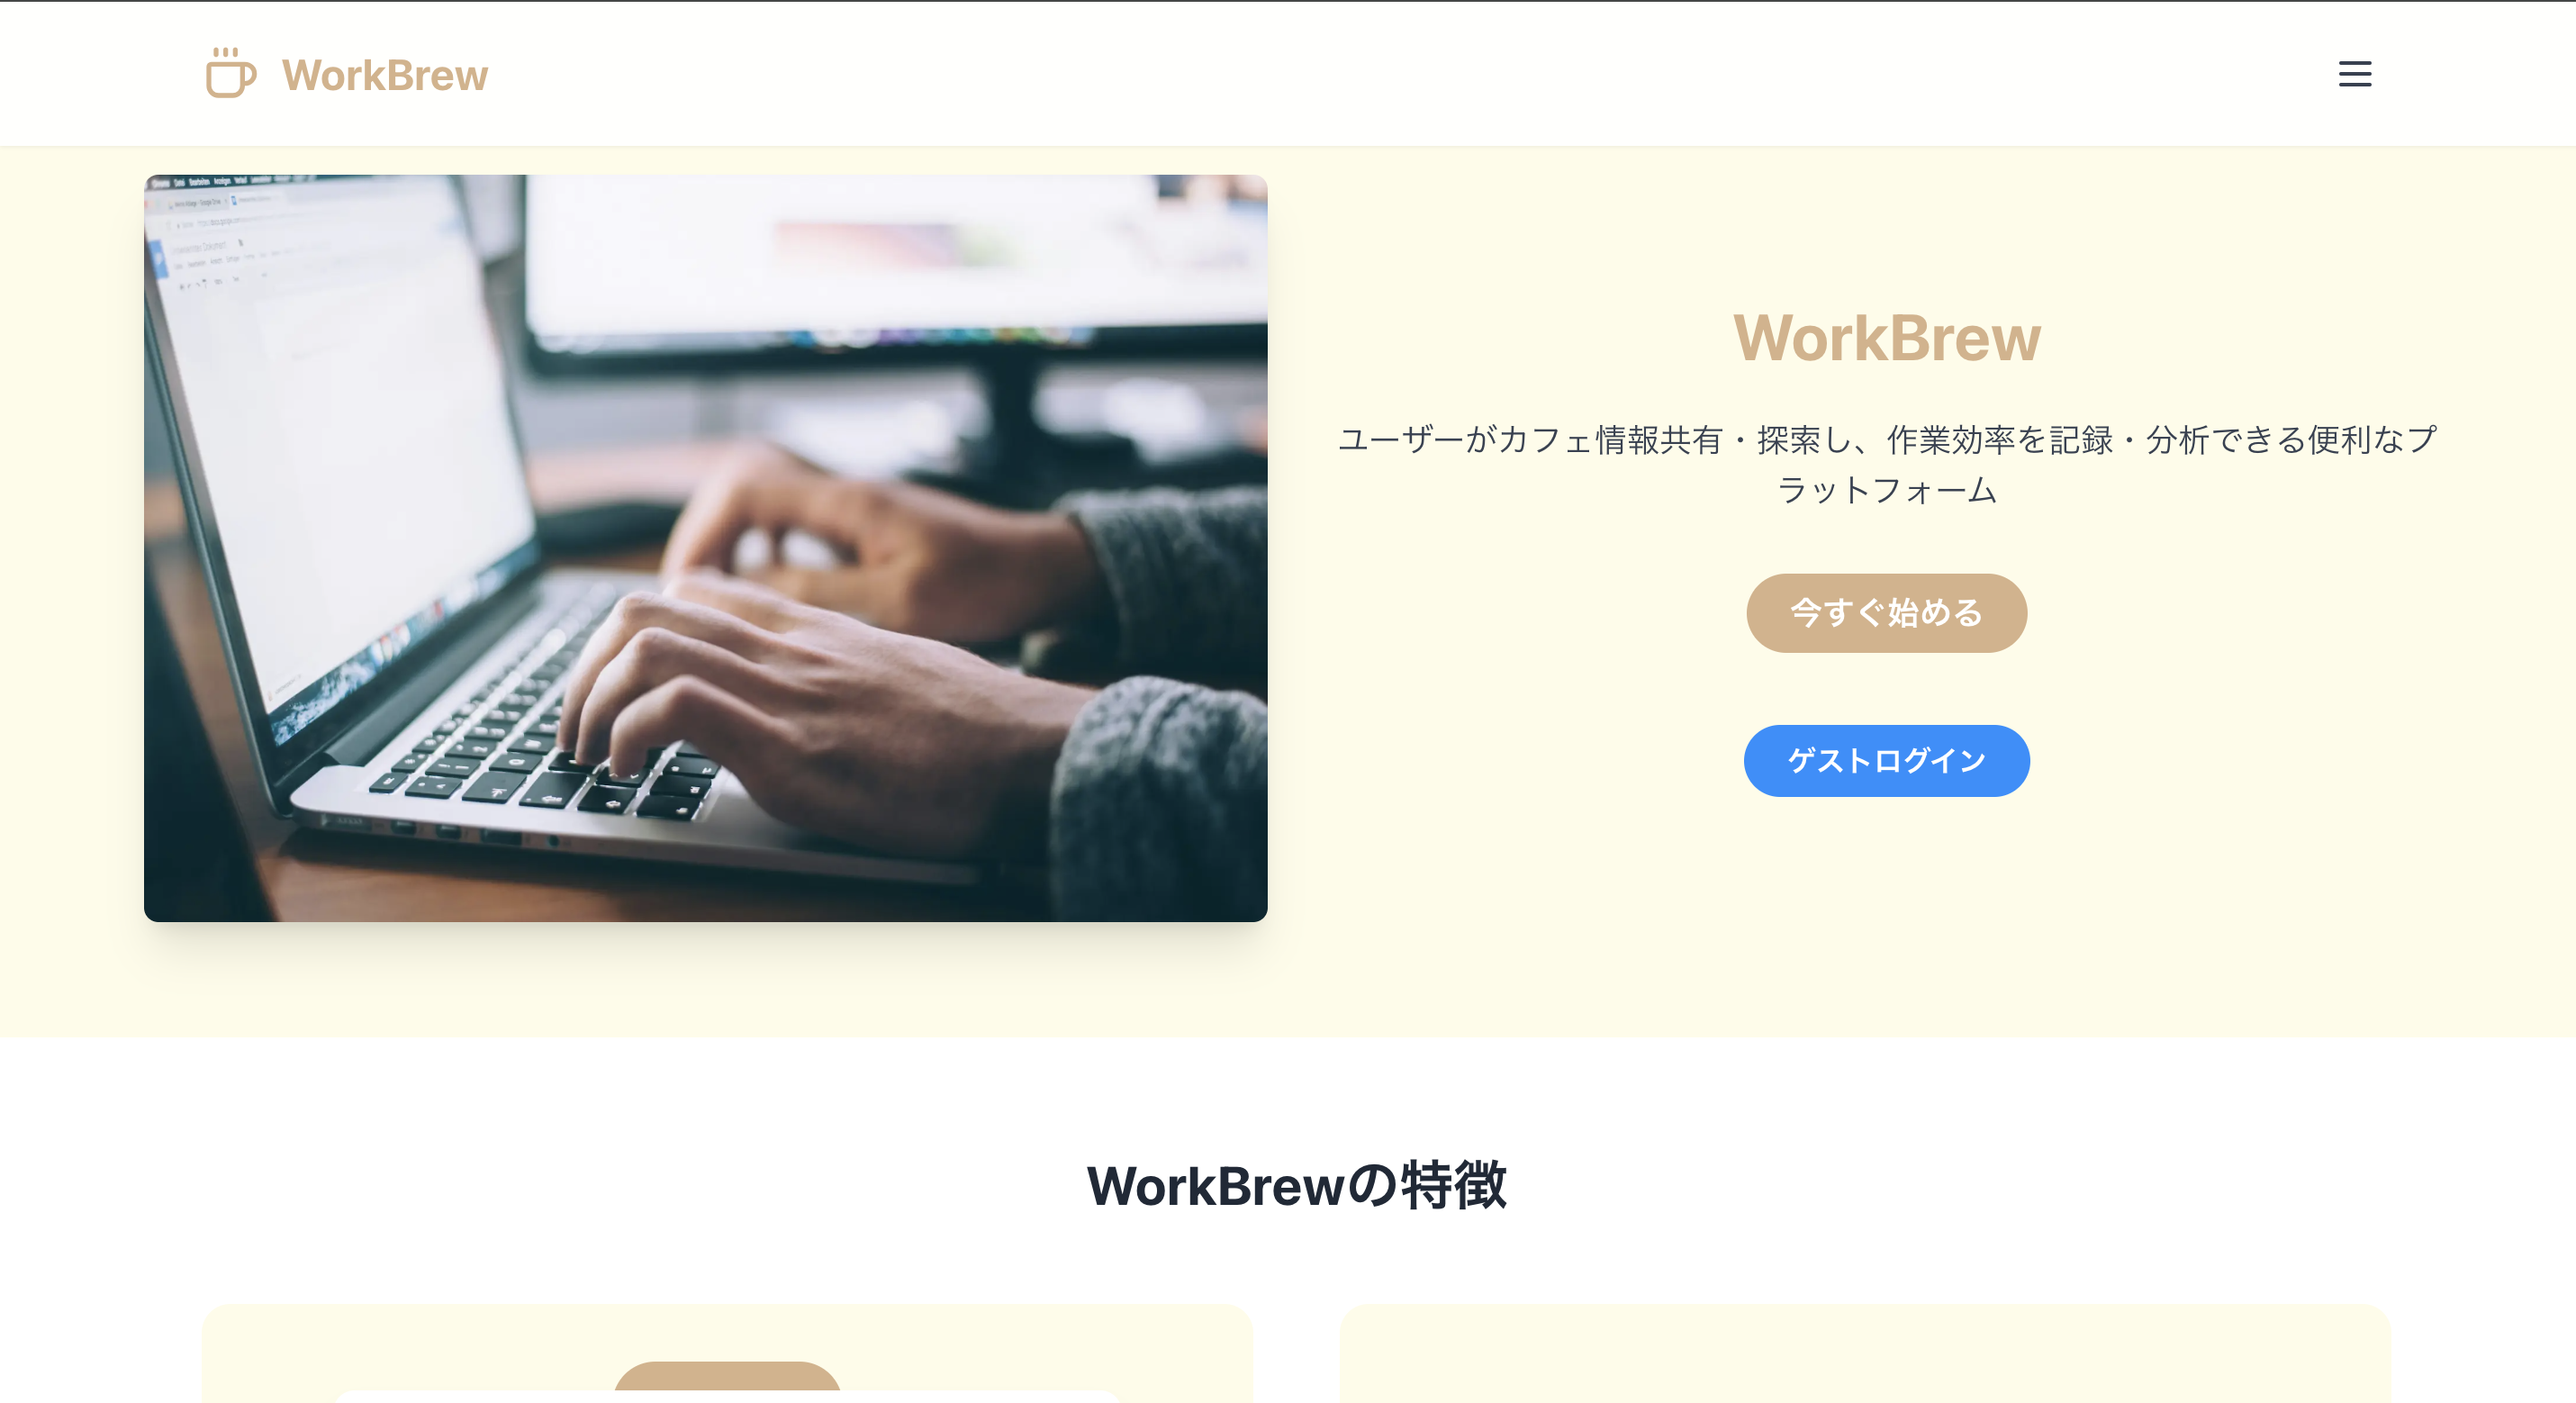 WorkBrew
WorkBrew
ユーザーがカフェ情報共有・探索し、作業効率を記録・分析できる便利なプ
ラットフォーム
今すぐ始める
ゲストログイン
WorkBrewの特徴